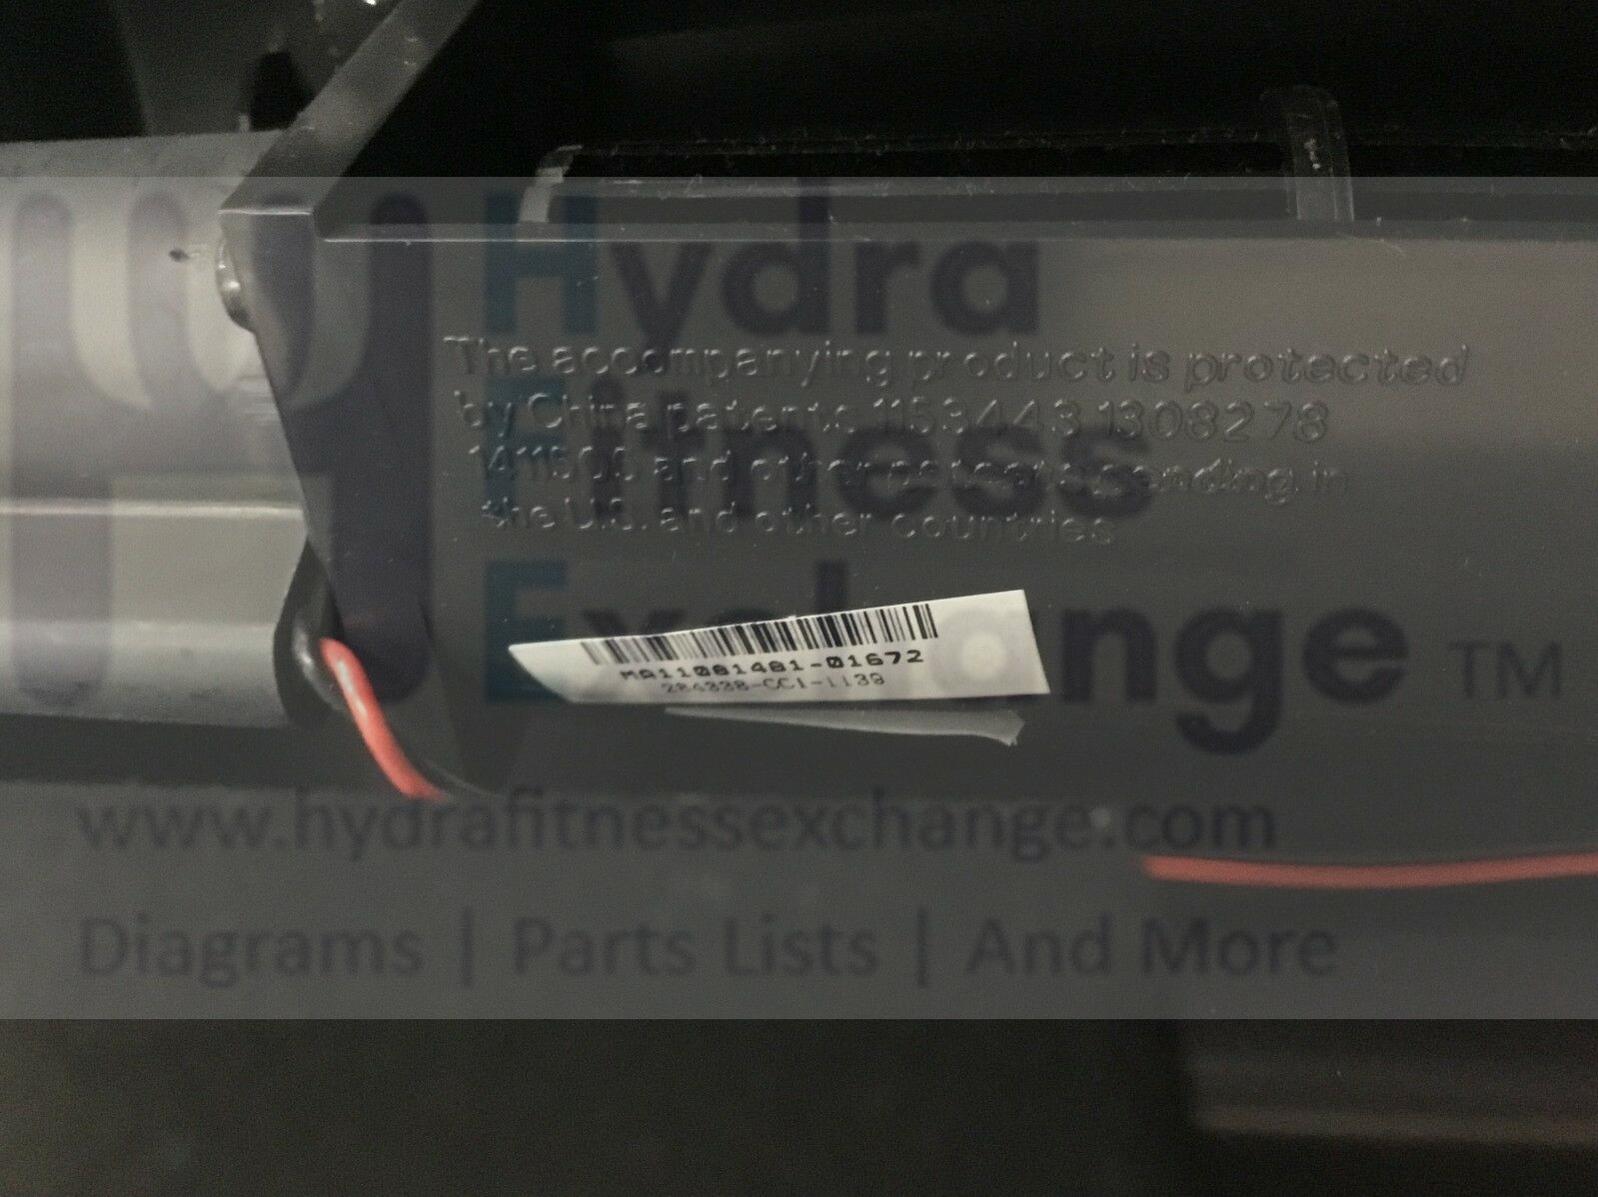 Hydra
The accompanying product is protected
by China patents 1153443 1308278
Fitness
and other patents pending in
the U.S. and other countries
Exchange TM
MA11081481-01672
www.hydrafitnessexchange.com
Diagrams | Parts Lists | And More